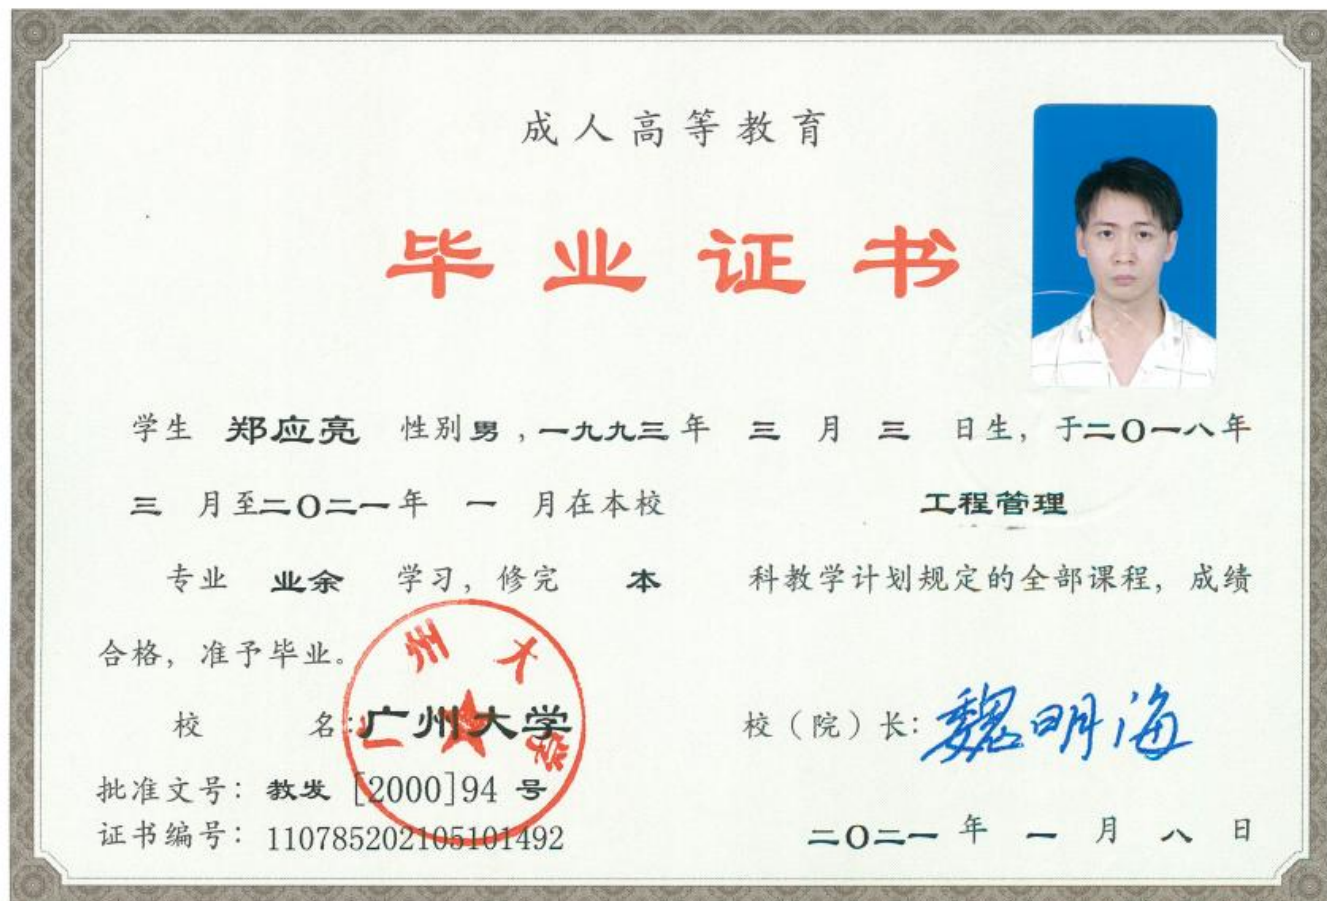 成人高等教育
毕业证书
学生 郑应亮 性别男,一九九三年 三 月 三 日生, 于二〇一八年
三 月至二〇二一年 一 月在本校 工程管理
专业 业余 学习, 修完 本 科教学计划规定的全部课程, 成绩
合格, 准予毕业。
广州大学
校 名: 广州大学 校(院)长: 魏明海
批准文号: 教发 [2000]94 号
证书编号: 110785202105101492 二〇二一 年 一 月 八 日